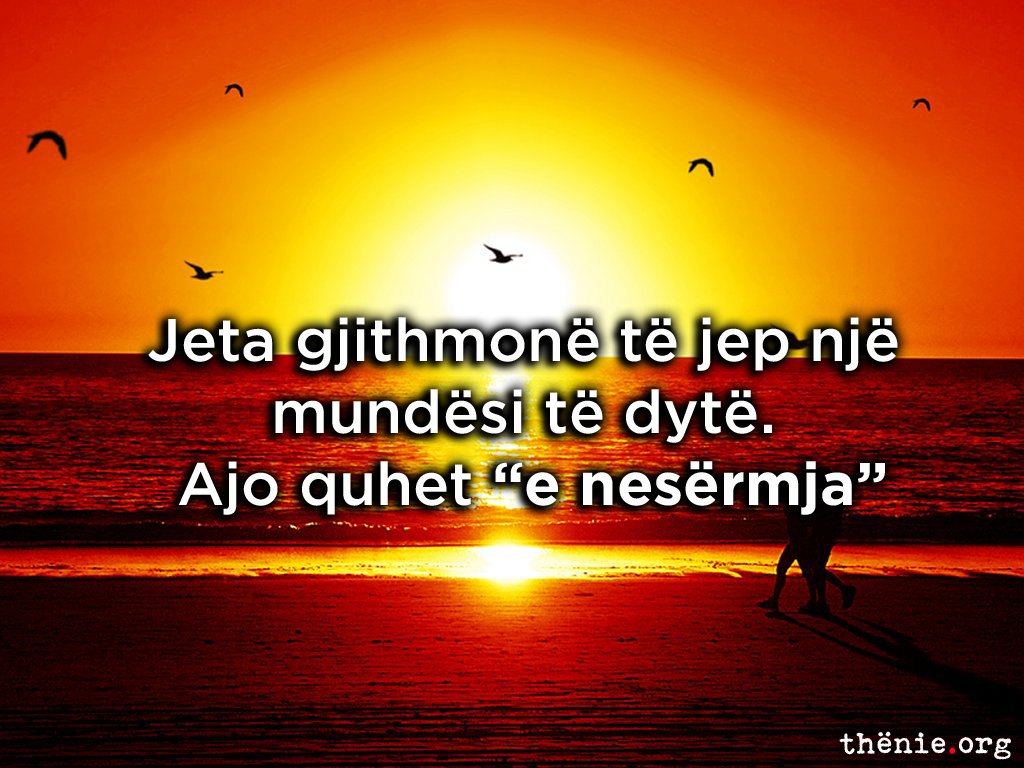 Jeta gjithmonë të jep një
mundësi të dytë.
Ajo quhet “e nesërmja”
thënie.org